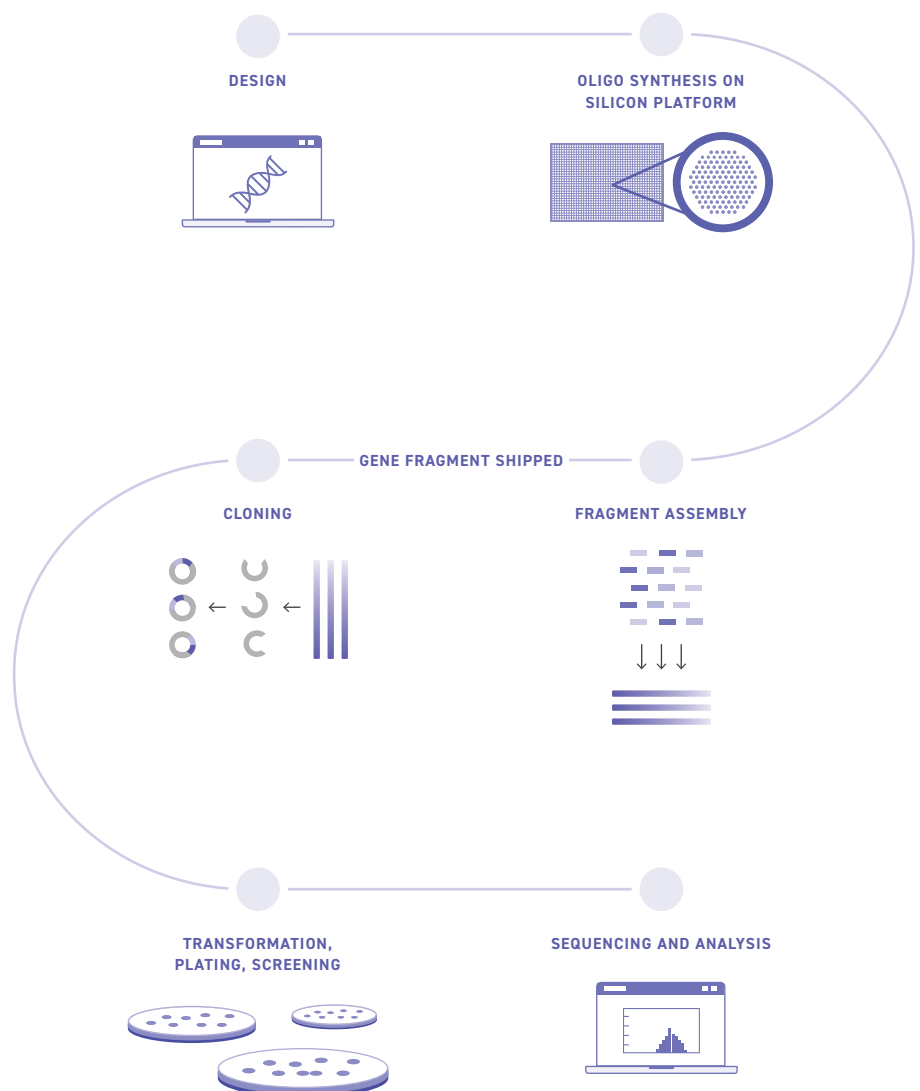 DESIGN
OLIGO SYNTHESIS ON
SILICON PLATFORM
GENE FRAGMENT SHIPPED
CLONING
FRAGMENT ASSEMBLY
TRANSFORMATION,
PLATING, SCREENING
SEQUENCING AND ANALYSIS